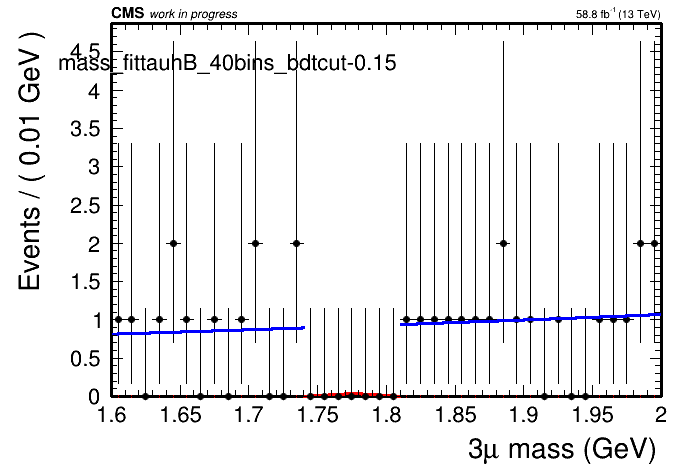 CMS work in progress
58.8 fb-1 (13 TeV)
mass_fittauhB_40bins_bdtcut-0.15
Events / ( 0.01 GeV )
4.5
4
3.5
3
2.5
2
1.5
1
0.5
0
1.6 1.65 1.7 1.75 1.8 1.85 1.9 1.95 2
3μ mass (GeV)